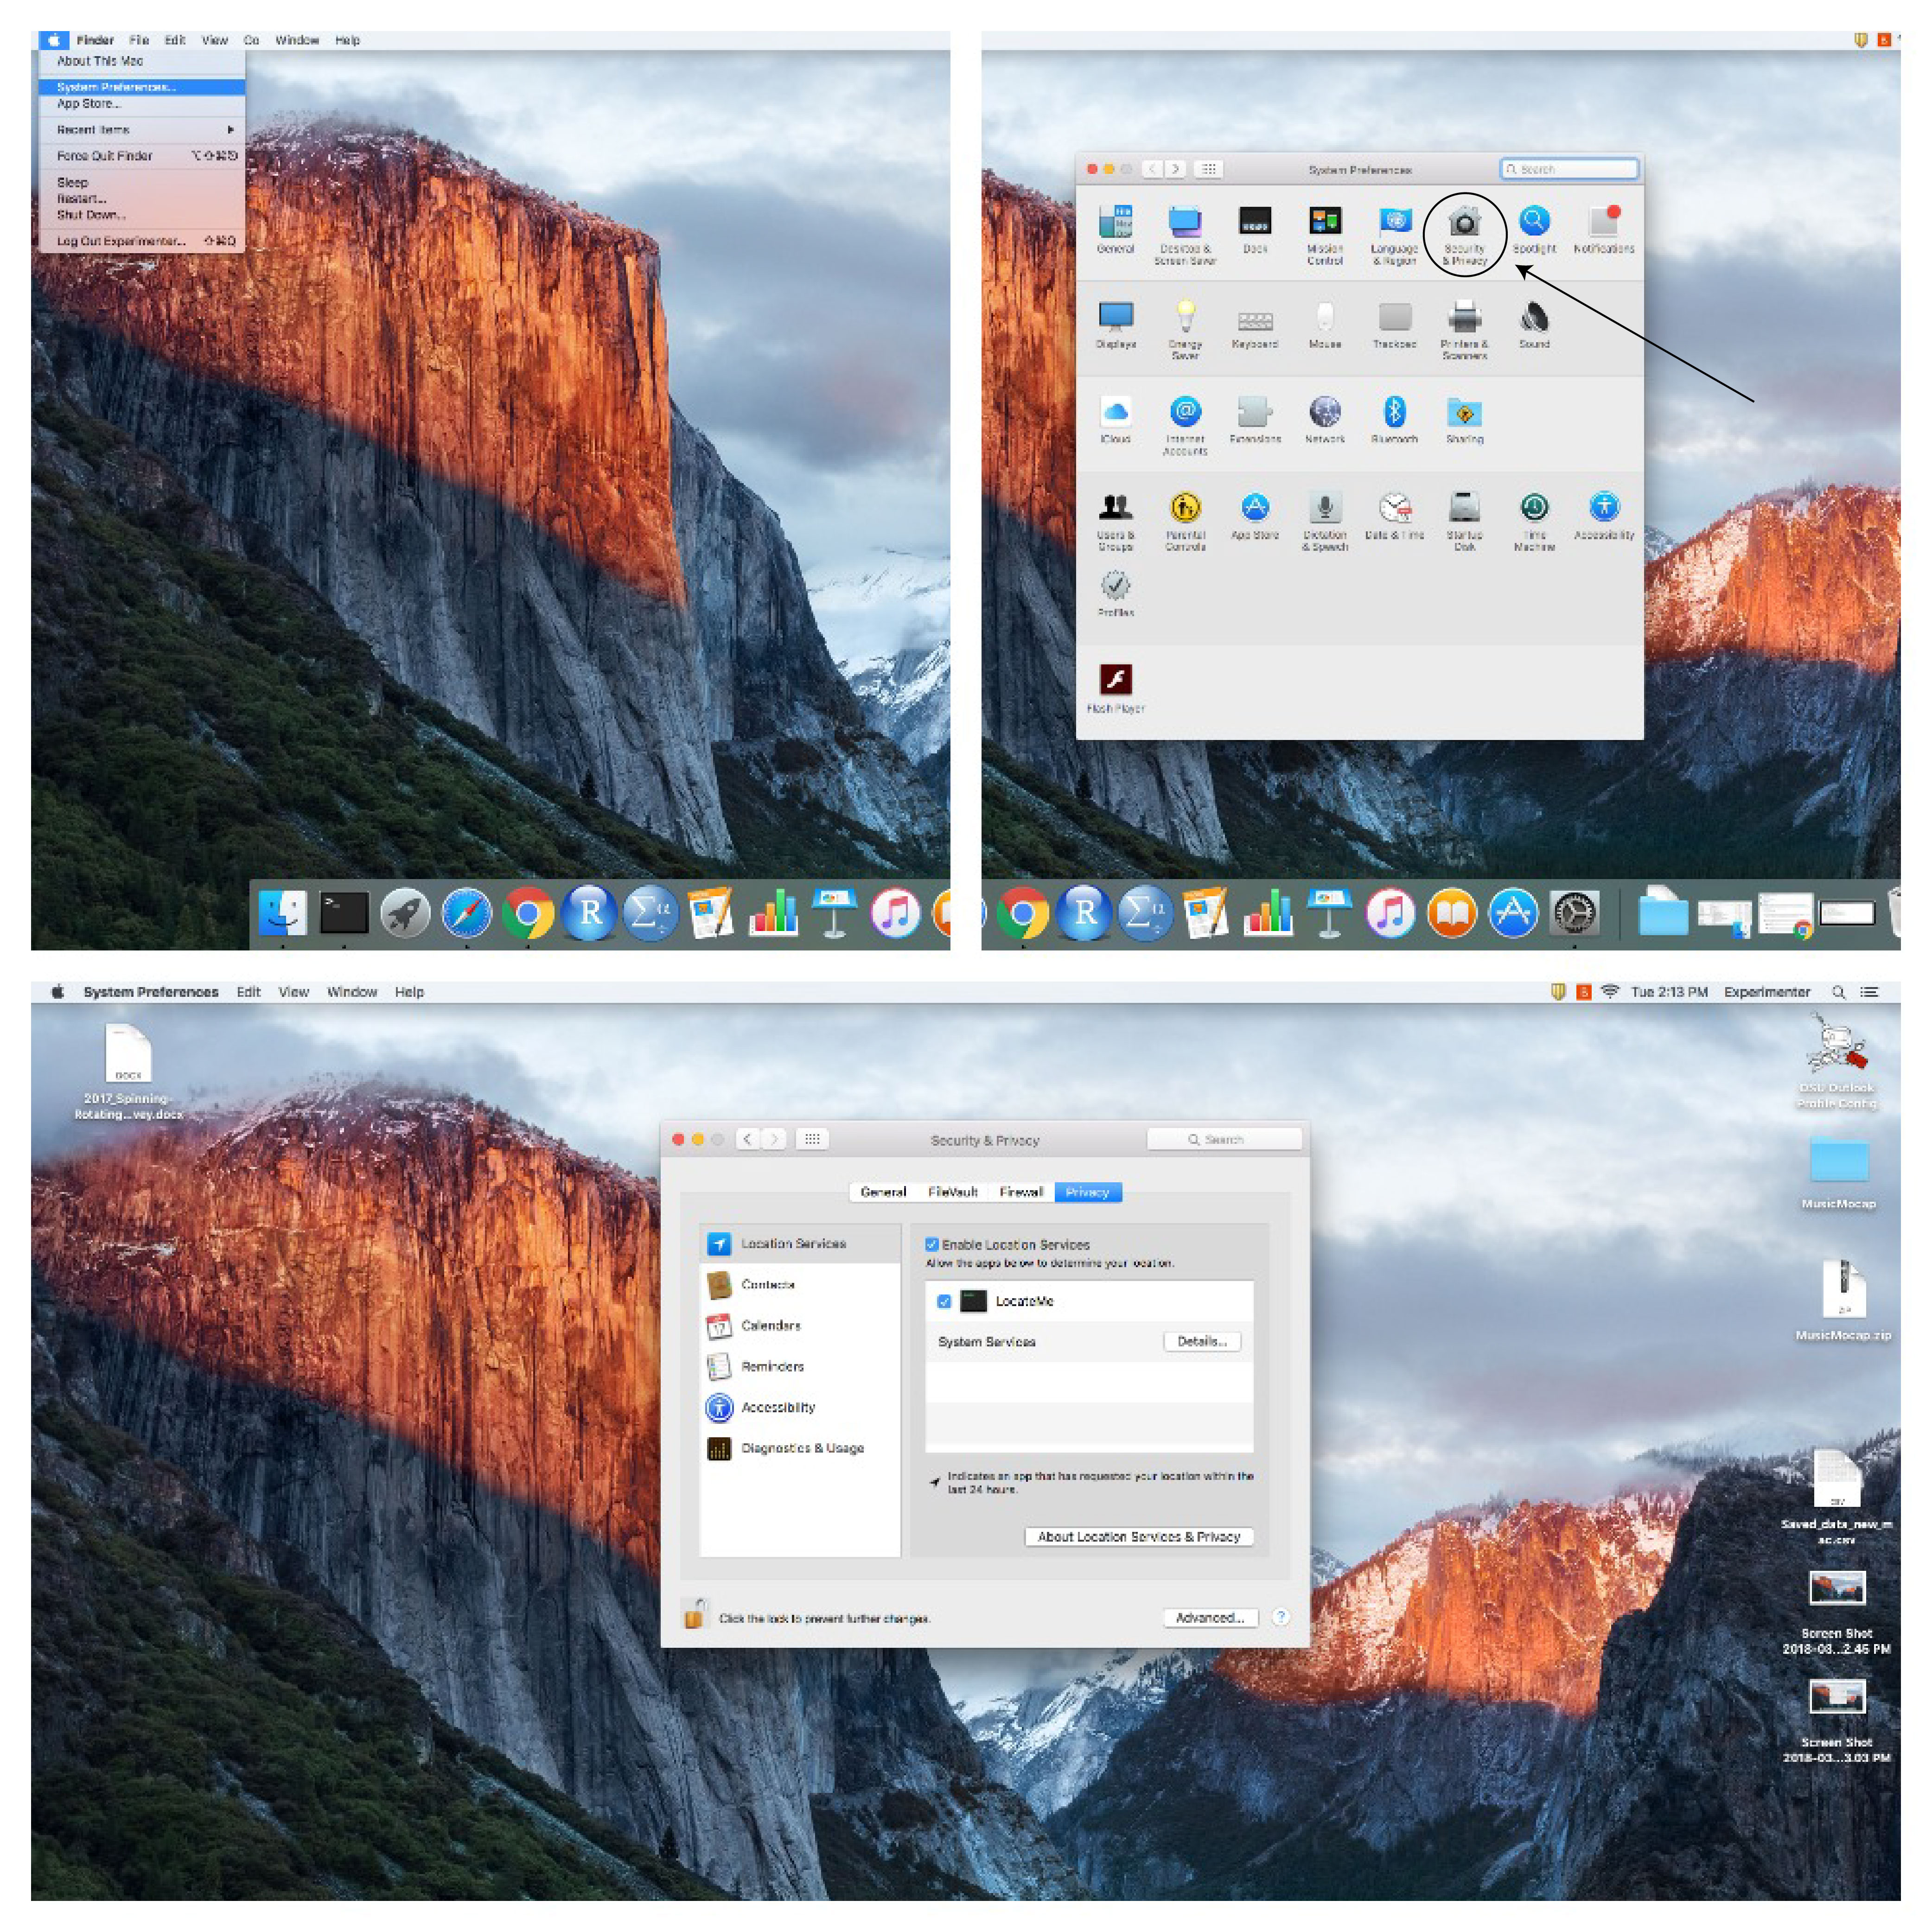 Finder File Edit View Go Window Help
About This Mac
System Preferences...
App Store...
Recent Items
Force Quit Finder ⌥⇧⌘⎋
Sleep
Restart...
Shut Down...
Log Out Experimenter... ⇧⌘Q
System Preferences
Search
General
Desktop &
Screen Saver
Dock
Mission
Control
Language
& Region
Security
& Privacy
Spotlight
Notifications
Displays
Energy
Saver
Keyboard
Mouse
Trackpad
Printers &
Scanners
Sound
iCloud
Internet
Accounts
Extensions
Network
Bluetooth
Sharing
Users &
Groups
Parental
Controls
App Store
Dictation
& Speech
Date & Time
Startup
Disk
Time
Machine
Accessibility
Profiles
Flash Player
System Preferences Edit View Window Help
Tue 2:13 PM Experimenter
DOCX
2017_Spinning-
Rotating...vey.docx
OSU Outlook
Profile Config
MusicMocap
ZIP
MusicMocap.zip
Saved_data_new_m
ac.csv
Screen Shot
2018-03...2.45 PM
Screen Shot
2018-03...3.03 PM
Security & Privacy
Search
General FileVault Firewall Privacy
Location Services
Contacts
17
Calendars
Reminders
Accessibility
Diagnostics & Usage
Enable Location Services
Allow the apps below to determine your location.
LocateMe
System Services Details...
Indicates an app that has requested your location within the
last 24 hours.
About Location Services & Privacy
Click the lock to prevent further changes.
Advanced... ?